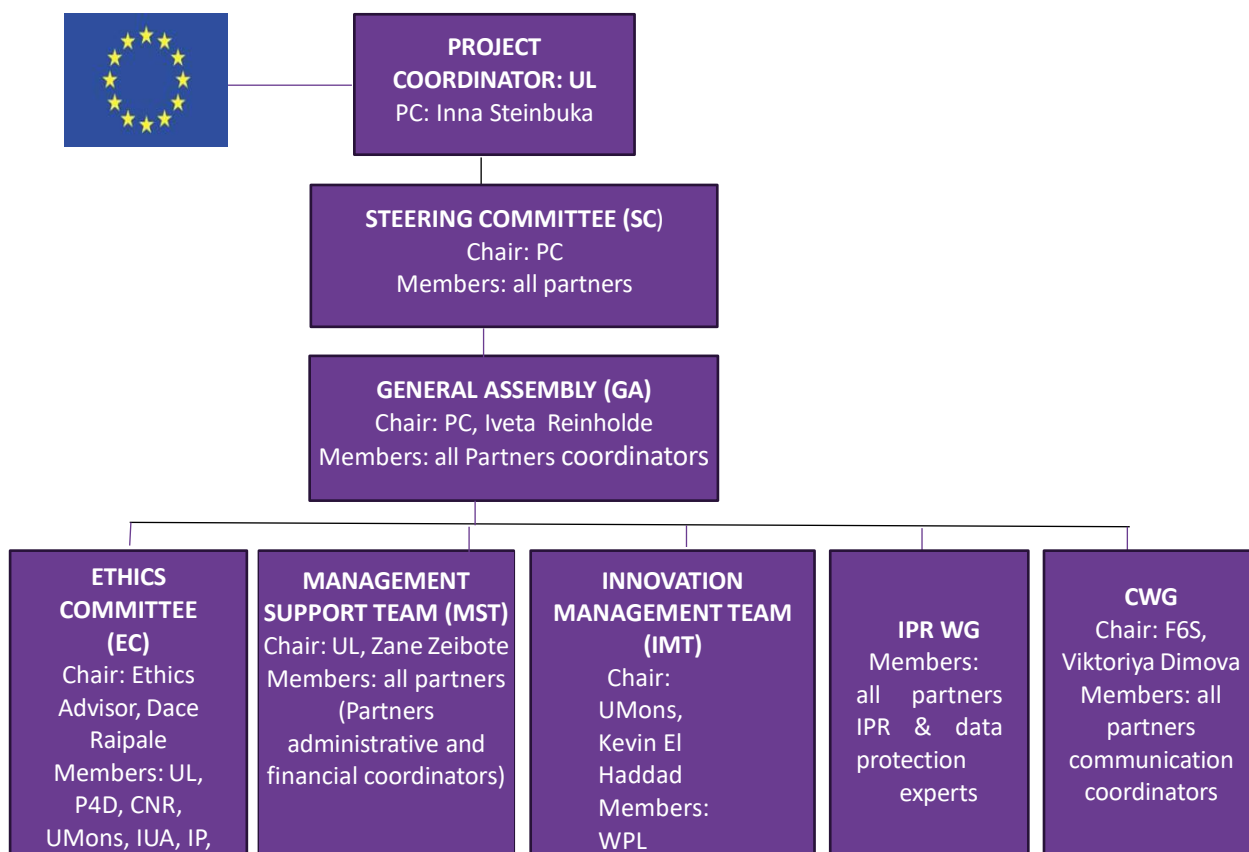 PROJECT
COORDINATOR: UL
PC: Inna Steinbuka
STEERING COMMITTEE (SC)
Chair: PC
Members: all partners
GENERAL ASSEMBLY (GA)
Chair: PC, Iveta Reinholde
Members: all Partners coordinators
ETHICS
COMMITTEE
(EC)
Chair: Ethics
Advisor, Dace
Raipale
Members: UL,
P4D, CNR,
UMons, IUA, IP,
MANAGEMENT
SUPPORT TEAM (MST)
Chair: UL, Zane Zeibote
Members: all partners
(Partners
administrative and
financial coordinators)
INNOVATION
MANAGEMENT TEAM
(IMT)
Chair:
UMons,
Kevin El
Haddad
Members:
WPL
IPR WG
Members:
all partners
IPR & data
protection
experts
CWG
Chair: F6S,
Viktoriya Dimova
Members: all
partners
communication
coordinators